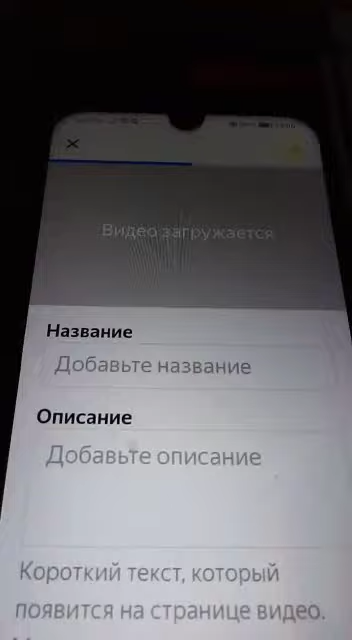 Видео загружается
Название
Добавьте название
Описание
Добавьте описание
Короткий текст, который
появится на странице видео.